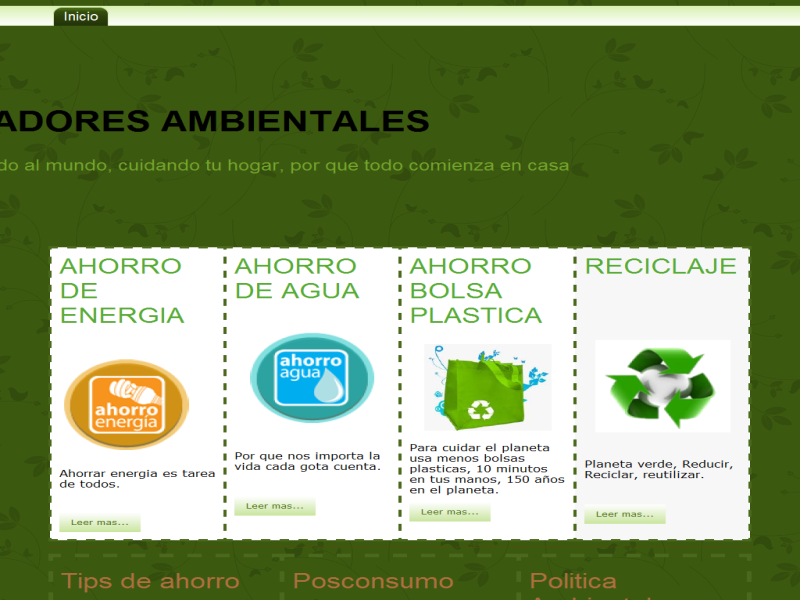 Inicio
ADORES AMBIENTALES
do al mundo, cuidando tu hogar, por que todo comienza en casa
AHORRO
DE
ENERGIA
ahorro
energía
Ahorrar energia es tarea
de todos.
Leer mas...
AHORRO
DE AGUA
ahorro
agua
Por que nos importa la
vida cada gota cuenta.
Leer mas...
AHORRO
BOLSA
PLASTICA
Para cuidar el planeta
usa menos bolsas
plasticas, 10 minutos
en tus manos, 150 años
en el planeta.
Leer mas...
RECICLAJE
Planeta verde, Reducir,
Reciclar, reutilizar.
Leer mas...
Tips de ahorro
Posconsumo
Politica